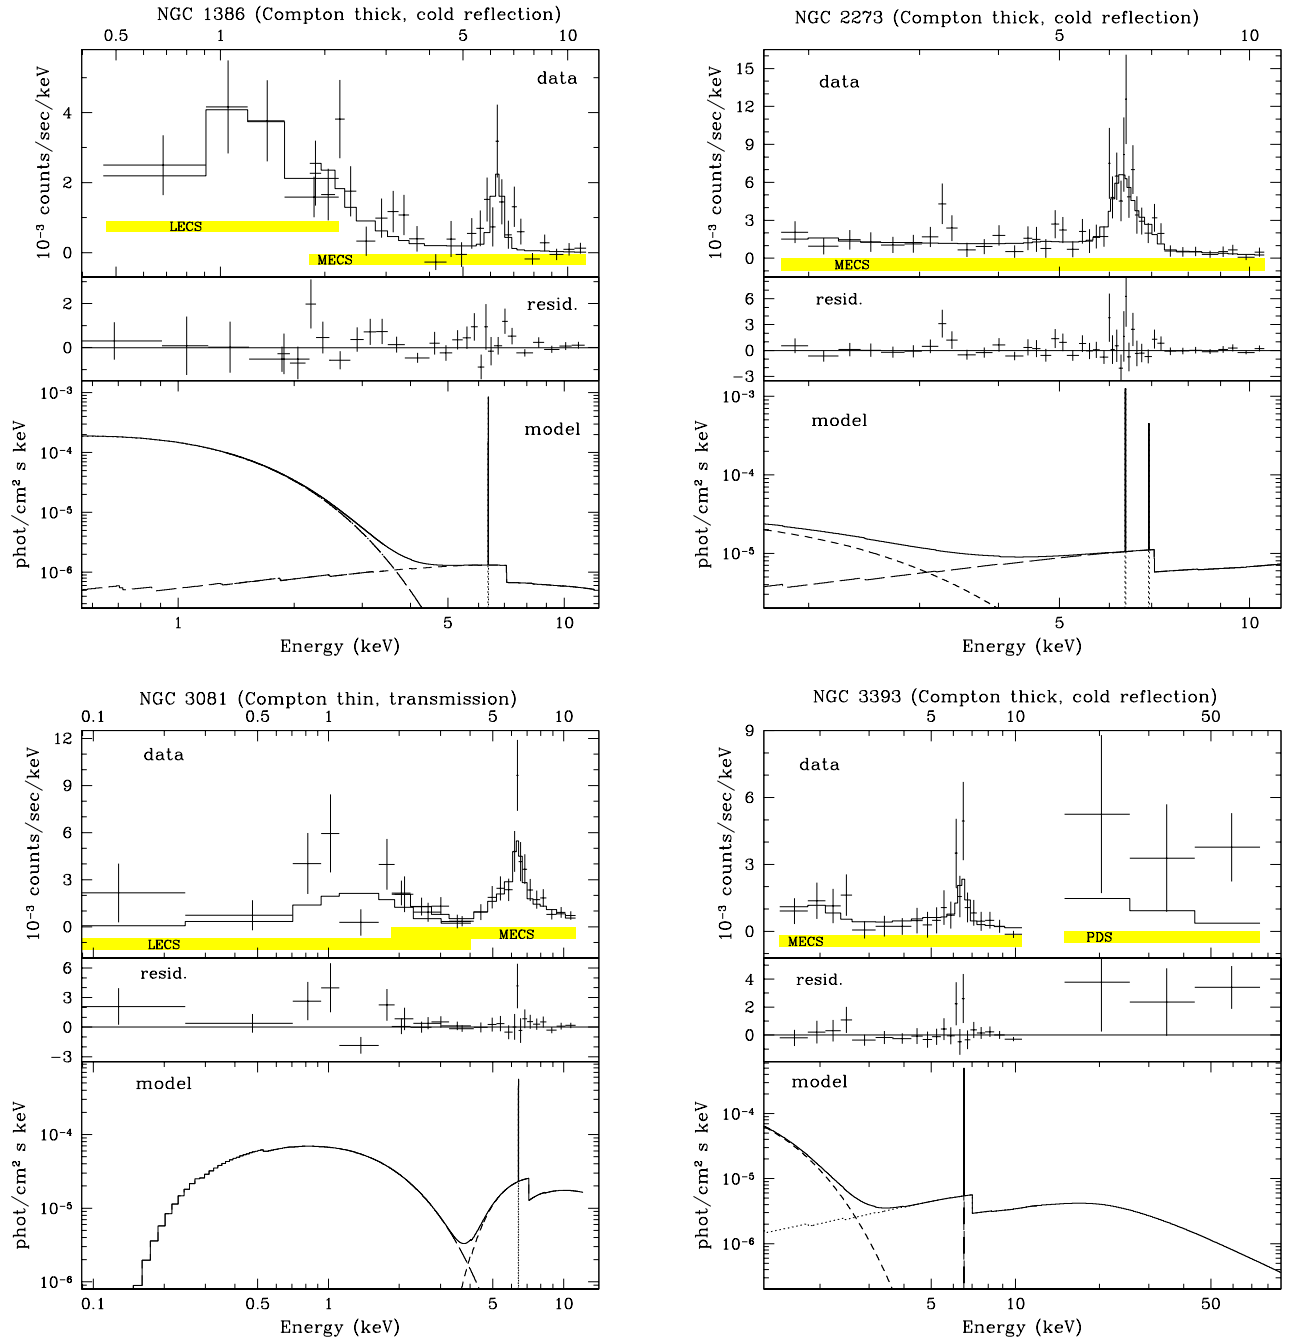 NGC 1386 (Compton thick, cold reflection)
0.5 1 5 10
data
10⁻³ counts/sec/keV
4
2
0
LECS
MECS
resid.
2
0
model
phot/cm² s keV
10⁻³
10⁻⁴
10⁻⁵
10⁻⁶
1 5 10
Energy (keV)
NGC 2273 (Compton thick, cold reflection)
5 10
data
10⁻³ counts/sec/keV
15
12
9
6
3
0
MECS
resid.
6
3
0
−3
model
phot/cm² s keV
10⁻³
10⁻⁴
10⁻⁵
5 10
Energy (keV)
NGC 3081 (Compton thin, transmission)
0.1 0.5 1 5 10
data
10⁻³ counts/sec/keV
12
9
6
3
0
MECS
LECS
resid.
6
3
0
−3
model
phot/cm² s keV
10⁻⁴
10⁻⁵
10⁻⁶
0.1 0.5 1 5 10
Energy (keV)
NGC 3393 (Compton thick, cold reflection)
5 10 50
data
10⁻³ counts/sec/keV
9
6
3
0
MECS
PDS
resid.
4
2
0
model
phot/cm² s keV
10⁻⁴
10⁻⁵
10⁻⁶
5 10 50
Energy (keV)